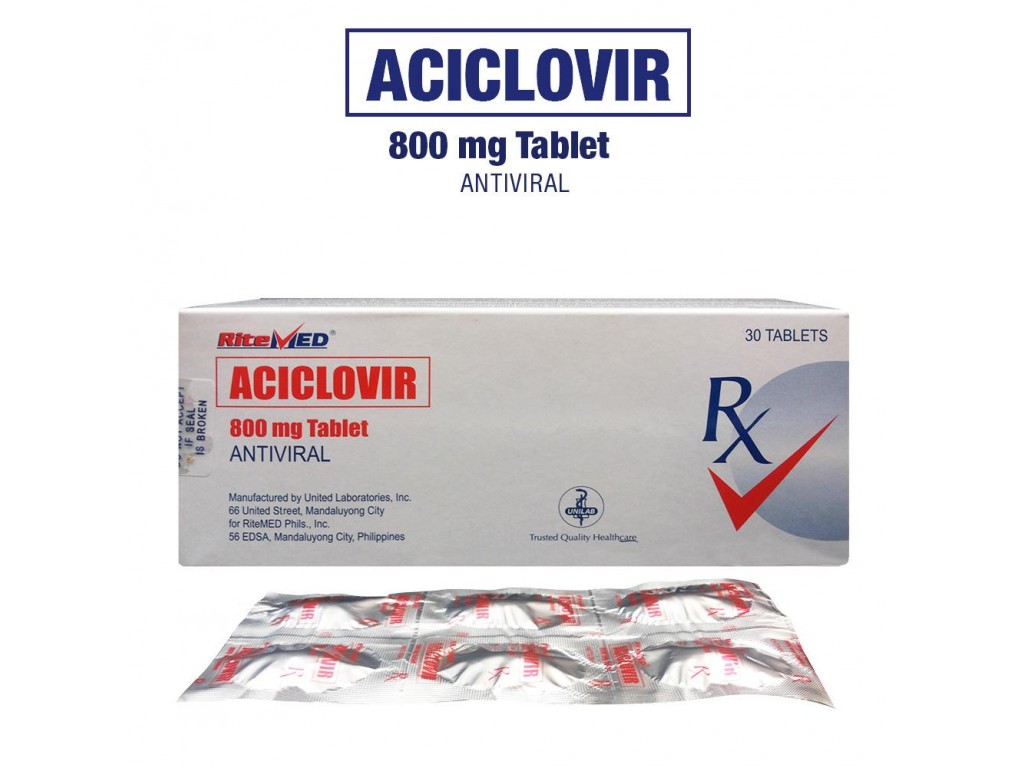 ACICLOVIR
800 mg Tablet
ANTIVIRAL
RiteMED®
30 TABLETS
ACICLOVIR
800 mg Tablet
ANTIVIRAL
IF SEAL
IS BROKEN
Rx
Manufactured by United Laboratories, Inc.
66 United Street, Mandaluyong City
for RiteMED Phils., Inc.
56 EDSA, Mandaluyong City, Philippines
UNILAB
Trusted Quality Healthcare